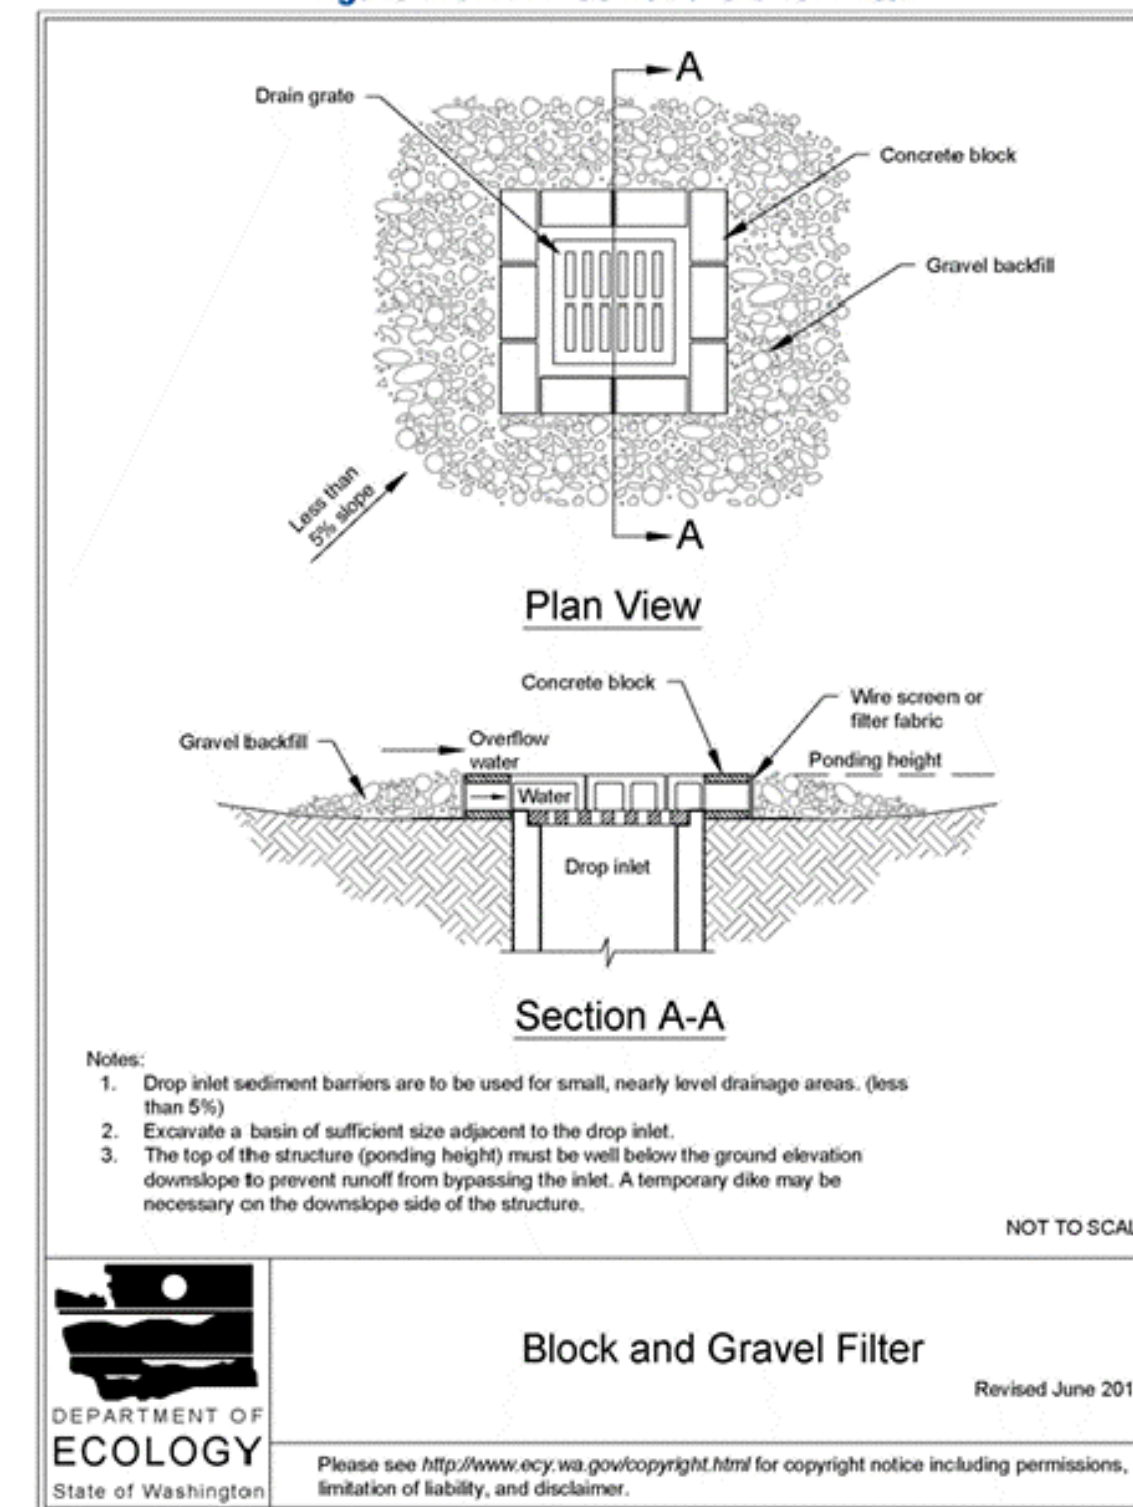 A
Drain grate
Concrete block
Gravel backfill
Less than
5% slope
A
Plan View
Concrete block
Wire screen or
filter fabric
Gravel backfill
Overflow
water
Ponding height
Water
Drop inlet
Section A-A
Notes:
1. Drop inlet sediment barriers are to be used for small, nearly level drainage areas. (less
than 5%)
2. Excavate a basin of sufficient size adjacent to the drop inlet.
3. The top of the structure (ponding height) must be well below the ground elevation
downslope to prevent runoff from bypassing the inlet. A temporary dike may be
necessary on the downslope side of the structure.
NOT TO SCAL
Block and Gravel Filter
Revised June 201
DEPARTMENT OF
ECOLOGY
State of Washington
Please see http://www.ecy.wa.gov/copyright.html for copyright notice including permissions,
limitation of liability, and disclaimer.